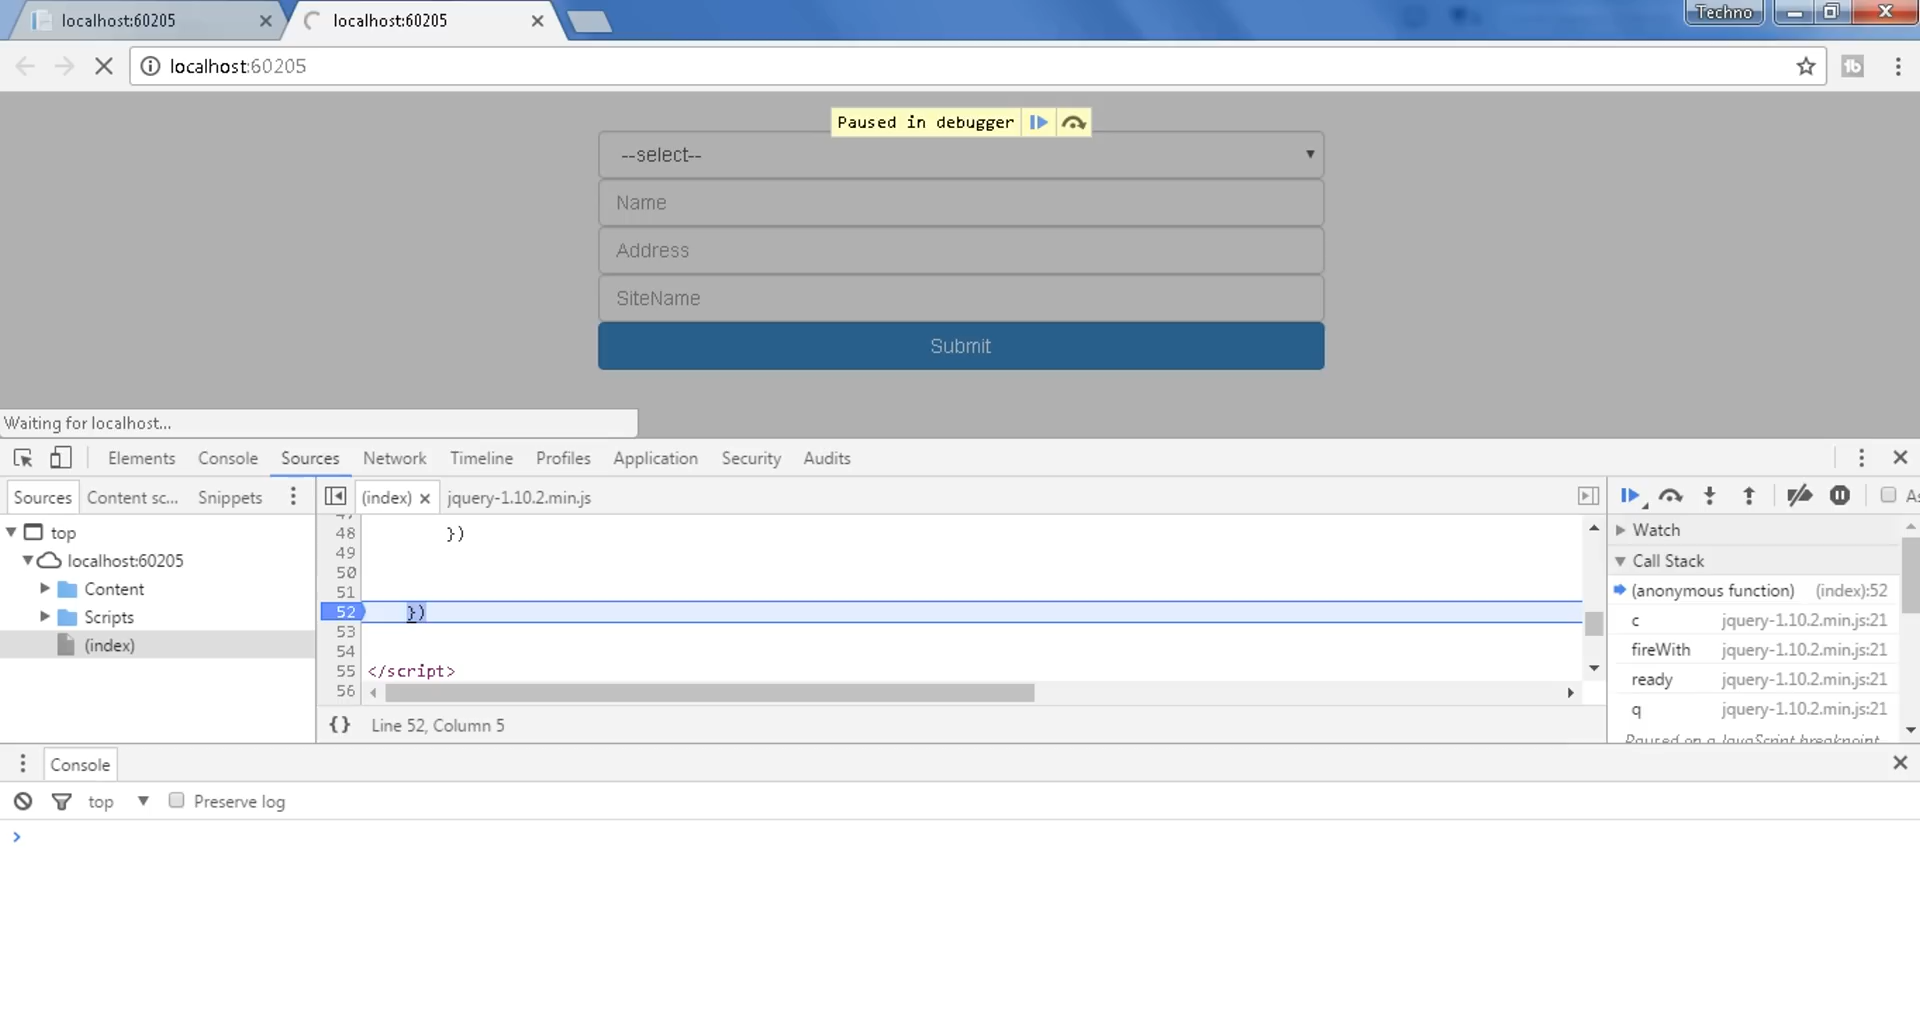 localhost:60205
localhost:60205
Techno
localhost:60205
Paused in debugger
--select--
Name
Address
SiteName
Submit
Waiting for localhost...
Elements Console Sources Network Timeline Profiles Application Security Audits
Sources Content sc... Snippets
(index) jquery-1.10.2.min.js
top
localhost:60205
Content
Scripts
(index)
48 })
49
50
51
52 })
53
54
55 </script>
56
{} Line 52, Column 5
As
Watch
Call Stack
(anonymous function) (index):52
c jquery-1.10.2.min.js:21
fireWith jquery-1.10.2.min.js:21
ready jquery-1.10.2.min.js:21
q jquery-1.10.2.min.js:21
Paused on a JavaScript breakpoint.
Console
top Preserve log
>